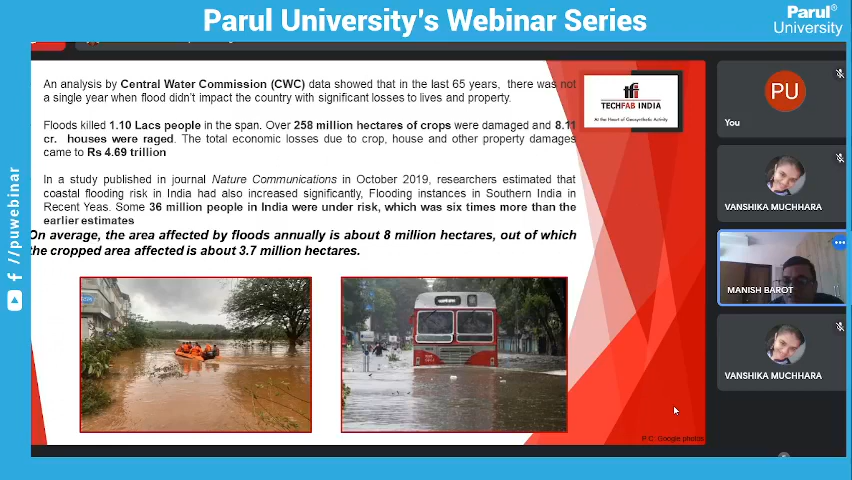 Parul University's Webinar Series
Parul®
University
An analysis by Central Water Commission (CWC) data showed that in the last 65 years, there was not
a single year when flood didn't impact the country with significant losses to lives and property.
TECHFAB INDIA
At the Heart of Geosynthetic Activity
Floods killed 1.10 Lacs people in the span. Over 258 million hectares of crops were damaged and 8.11
cr. houses were raged. The total economic losses due to crop, house and other property damages
came to Rs 4.69 trillion
In a study published in journal Nature Communications in October 2019, researchers estimated that
coastal flooding risk in India had also increased significantly, Flooding instances in Southern India in
Recent Yeas. Some 36 million people in India were under risk, which was six times more than the
earlier estimates
On average, the area affected by floods annually is about 8 million hectares, out of which
the cropped area affected is about 3.7 million hectares.
P.C: Google photos
PU
You
VANSHIKA MUCHHARA
MANISH BAROT
VANSHIKA MUCHHARA
/puwebinar